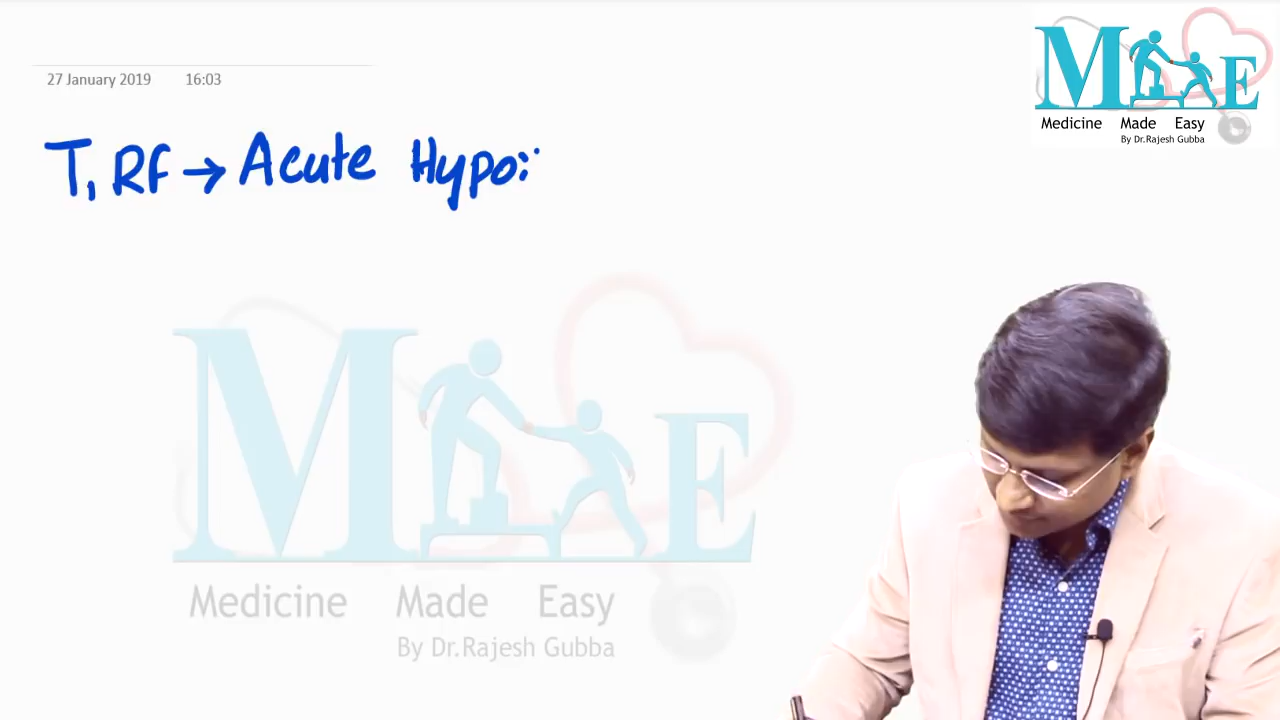 27 January 2019 16:03
T, RF → Acute Hypo:
M E
Medicine Made Easy
By Dr.Rajesh Gubba
M E
Medicine Made Easy
By Dr.Rajesh Gubba